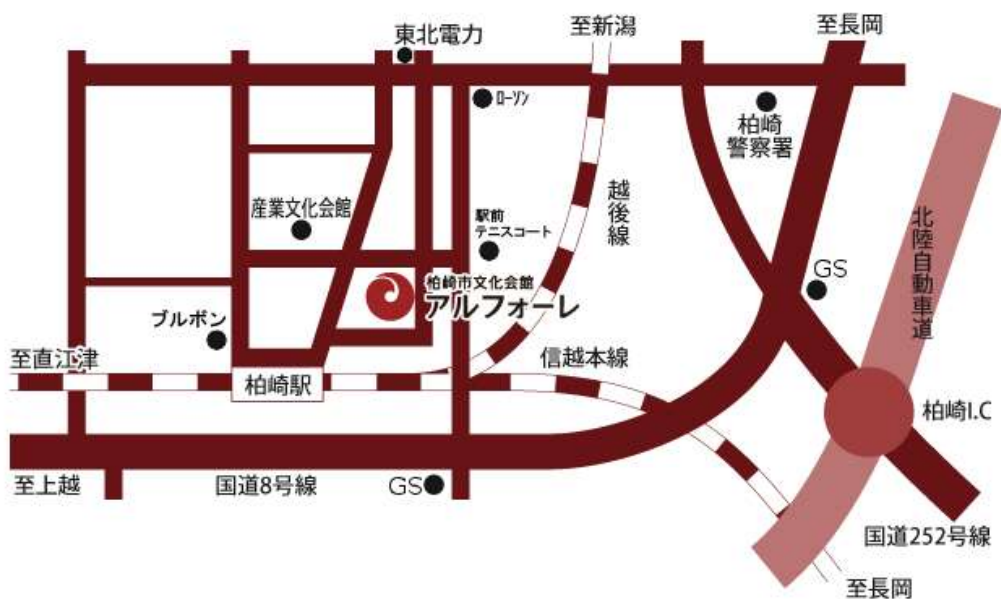 至新潟
至長岡
東北電力
ローソン
柏崎
警察署
産業文化会館
駅前
テニスコート
越後線
北陸自動車道
GS
柏崎市文化会館
アルフォーレ
ブルボン
至直江津
信越本線
柏崎駅
柏崎I.C
至上越
国道8号線
GS
国道252号線
至長岡